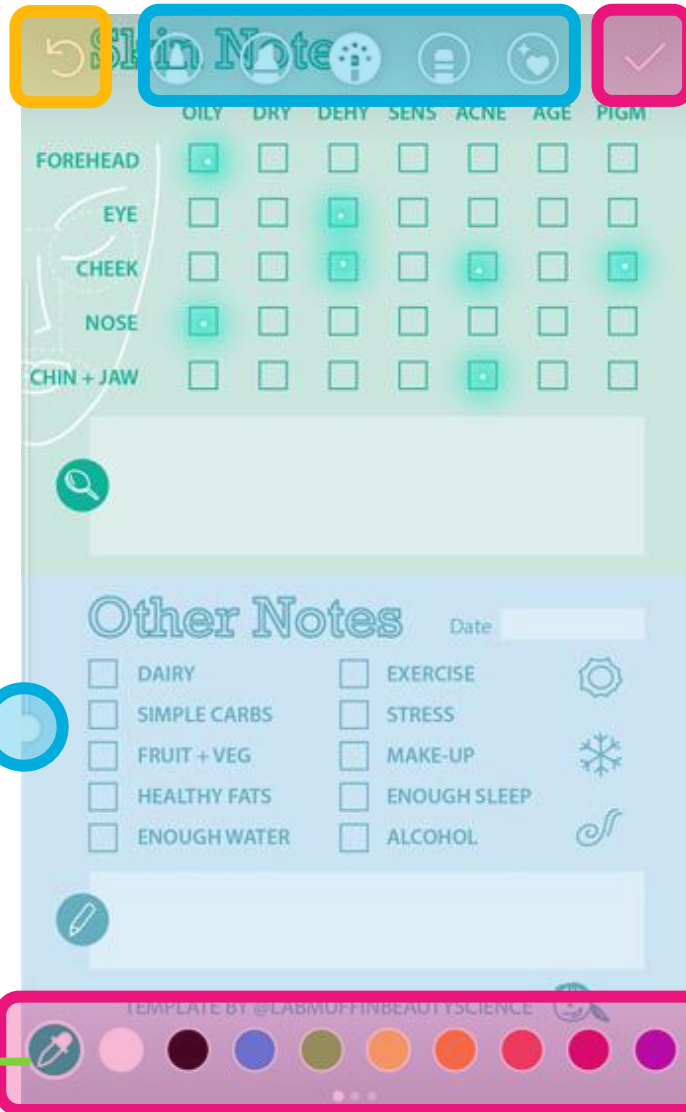 Skin Notes
OILY DRY DEHY SENS ACNE AGE PIGM
FOREHEAD
EYE
CHEEK
NOSE
CHIN + JAW
Other Notes
Date
DAIRY EXERCISE
SIMPLE CARBS STRESS
FRUIT + VEG MAKE-UP
HEALTHY FATS ENOUGH SLEEP
ENOUGH WATER ALCOHOL
TEMPLATE BY @LABMUFFINBEAUTYSCIENCE